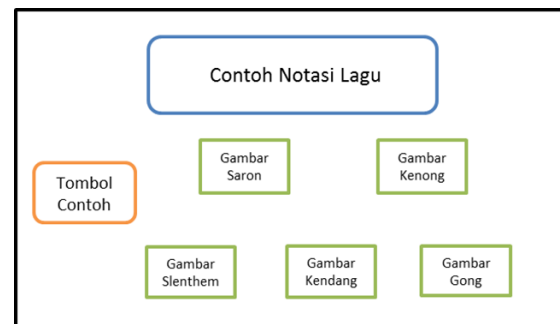 Contoh Notasi Lagu
Gambar
Saron
Gambar
Kenong
Tombol
Contoh
Gambar
Slenthem
Gambar
Kendang
Gambar
Gong